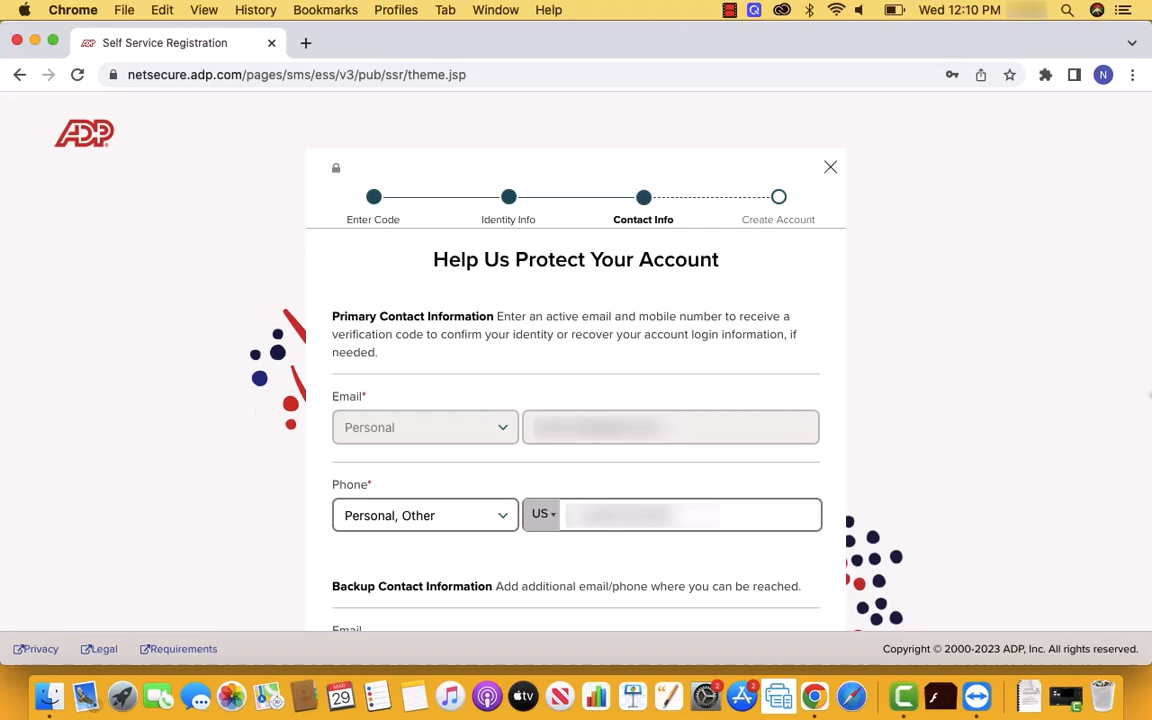 Chrome File Edit View History Bookmarks Profiles Tab Window Help Wed 12:10 PM
Self Service Registration
netsecure.adp.com/pages/sms/ess/v3/pub/ssr/theme.jsp N
ADP
Enter Code Identity Info Contact Info Create Account
Help Us Protect Your Account
Primary Contact Information Enter an active email and mobile number to receive a
verification code to confirm your identity or recover your account login information, if
needed.
Email*
Personal
Phone*
Personal, Other US
Backup Contact Information Add additional email/phone where you can be reached.
Email
Privacy Legal Requirements Copyright © 2000-2023 ADP, Inc. All rights reserved.
MAR
29
tv
2
2